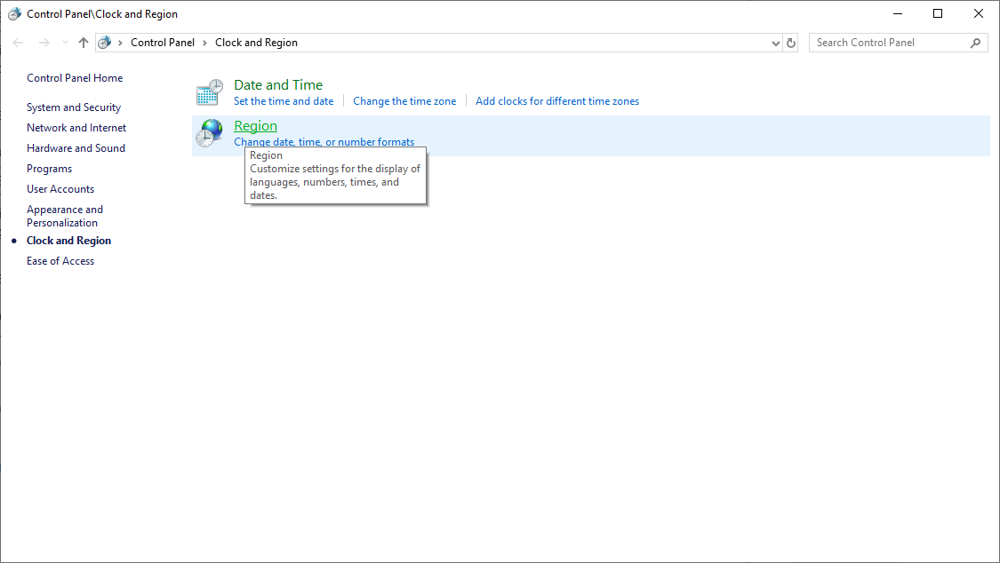 Control Panel\Clock and Region
Control Panel › Clock and Region
Search Control Panel
Control Panel Home
System and Security
Network and Internet
Hardware and Sound
Programs
User Accounts
Appearance and
Personalization
Clock and Region
Ease of Access
Date and Time
Set the time and date
Change the time zone
Add clocks for different time zones
Region
Change date, time, or number formats
Region
Customize settings for the display of
languages, numbers, times, and
dates.